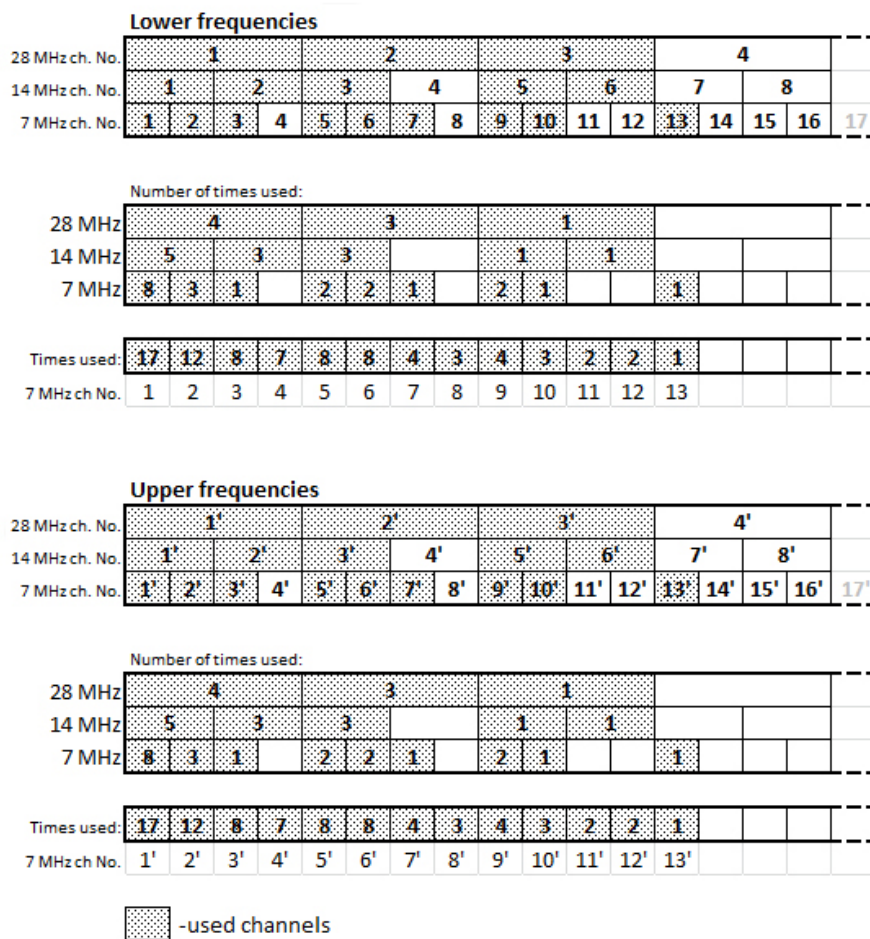 Lower frequencies
28 MHz ch. No. 1 2 3 4
14 MHz ch. No. 1 2 3 4 5 6 7 8
7 MHz ch. No. 1 2 3 4 5 6 7 8 9 10 11 12 13 14 15 16 17
Number of times used:
28 MHz 4 3 1
14 MHz 5 3 3 1 1
7 MHz 8 3 1 2 2 1 2 1 1
Times used: 17 12 8 7 8 8 4 3 4 3 2 2 1
7 MHz ch No. 1 2 3 4 5 6 7 8 9 10 11 12 13
Upper frequencies
28 MHz ch. No. 1' 2' 3' 4'
14 MHz ch. No. 1' 2' 3' 4' 5' 6' 7' 8'
7 MHz ch. No. 1' 2' 3' 4' 5' 6' 7' 8' 9' 10' 11' 12' 13' 14' 15' 16' 17'
Number of times used:
28 MHz 4 3 1
14 MHz 5 3 3 1 1
7 MHz 8 3 1 2 2 1 2 1 1
Times used: 17 12 8 7 8 8 4 3 4 3 2 2 1
7 MHz ch No. 1' 2' 3' 4' 5' 6' 7' 8' 9' 10' 11' 12' 13'
-used channels